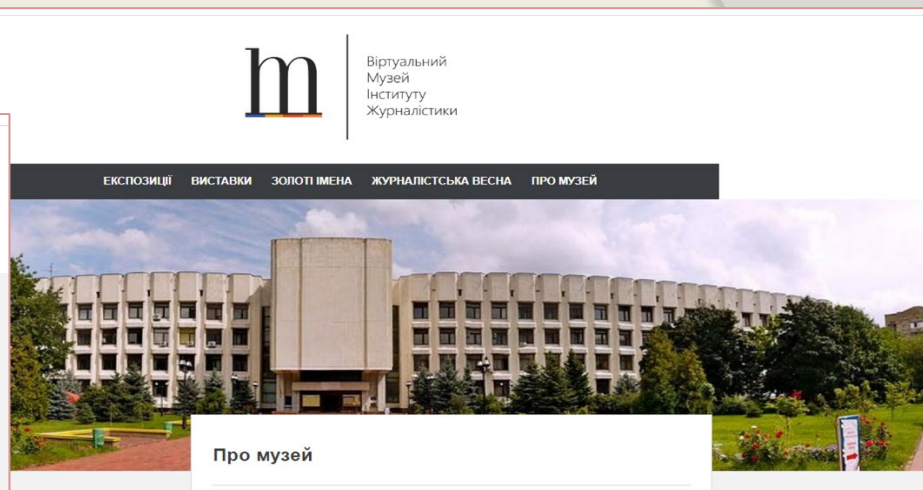 Віртуальний
Музей
Інституту
Журналістики
ЕКСПОЗИЦІЇ ВИСТАВКИ ЗОЛОТІ ІМЕНА ЖУРНАЛІСТСЬКА ВЕСНА ПРО МУЗЕЙ
Про музей